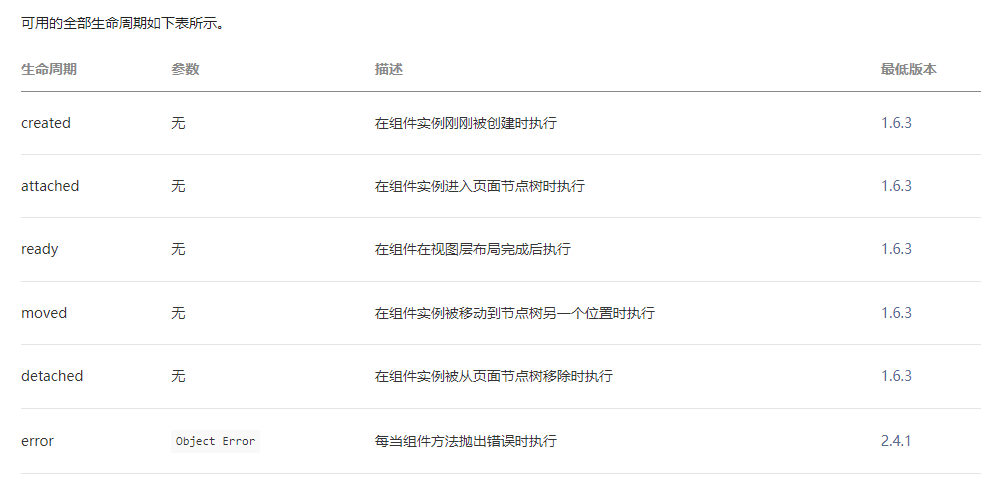 可用的全部生命周期如下表所示。
生命周期 参数 描述 最低版本
created 无 在组件实例刚刚被创建时执行 1.6.3
attached 无 在组件实例进入页面节点树时执行 1.6.3
ready 无 在组件在视图层布局完成后执行 1.6.3
moved 无 在组件实例被移动到节点树另一个位置时执行 1.6.3
detached 无 在组件实例被从页面节点树移除时执行 1.6.3
error Object Error 每当组件方法抛出错误时执行 2.4.1